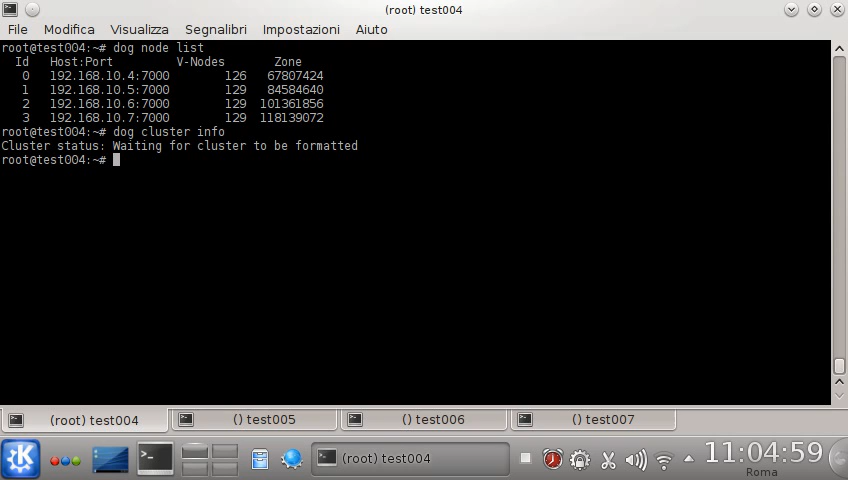 (root) test004
File Modifica Visualizza Segnalibri Impostazioni Aiuto
root@test004:~# dog node list
Id Host:Port V-Nodes Zone
0 192.168.10.4:7000 126 67807424
1 192.168.10.5:7000 129 84584640
2 192.168.10.6:7000 129 101361856
3 192.168.10.7:7000 129 118139072
root@test004:~# dog cluster info
Cluster status: Waiting for cluster to be formatted
root@test004:~#
(root) test004 () test005 () test006 () test007
(root) test004 11:04:59
Roma